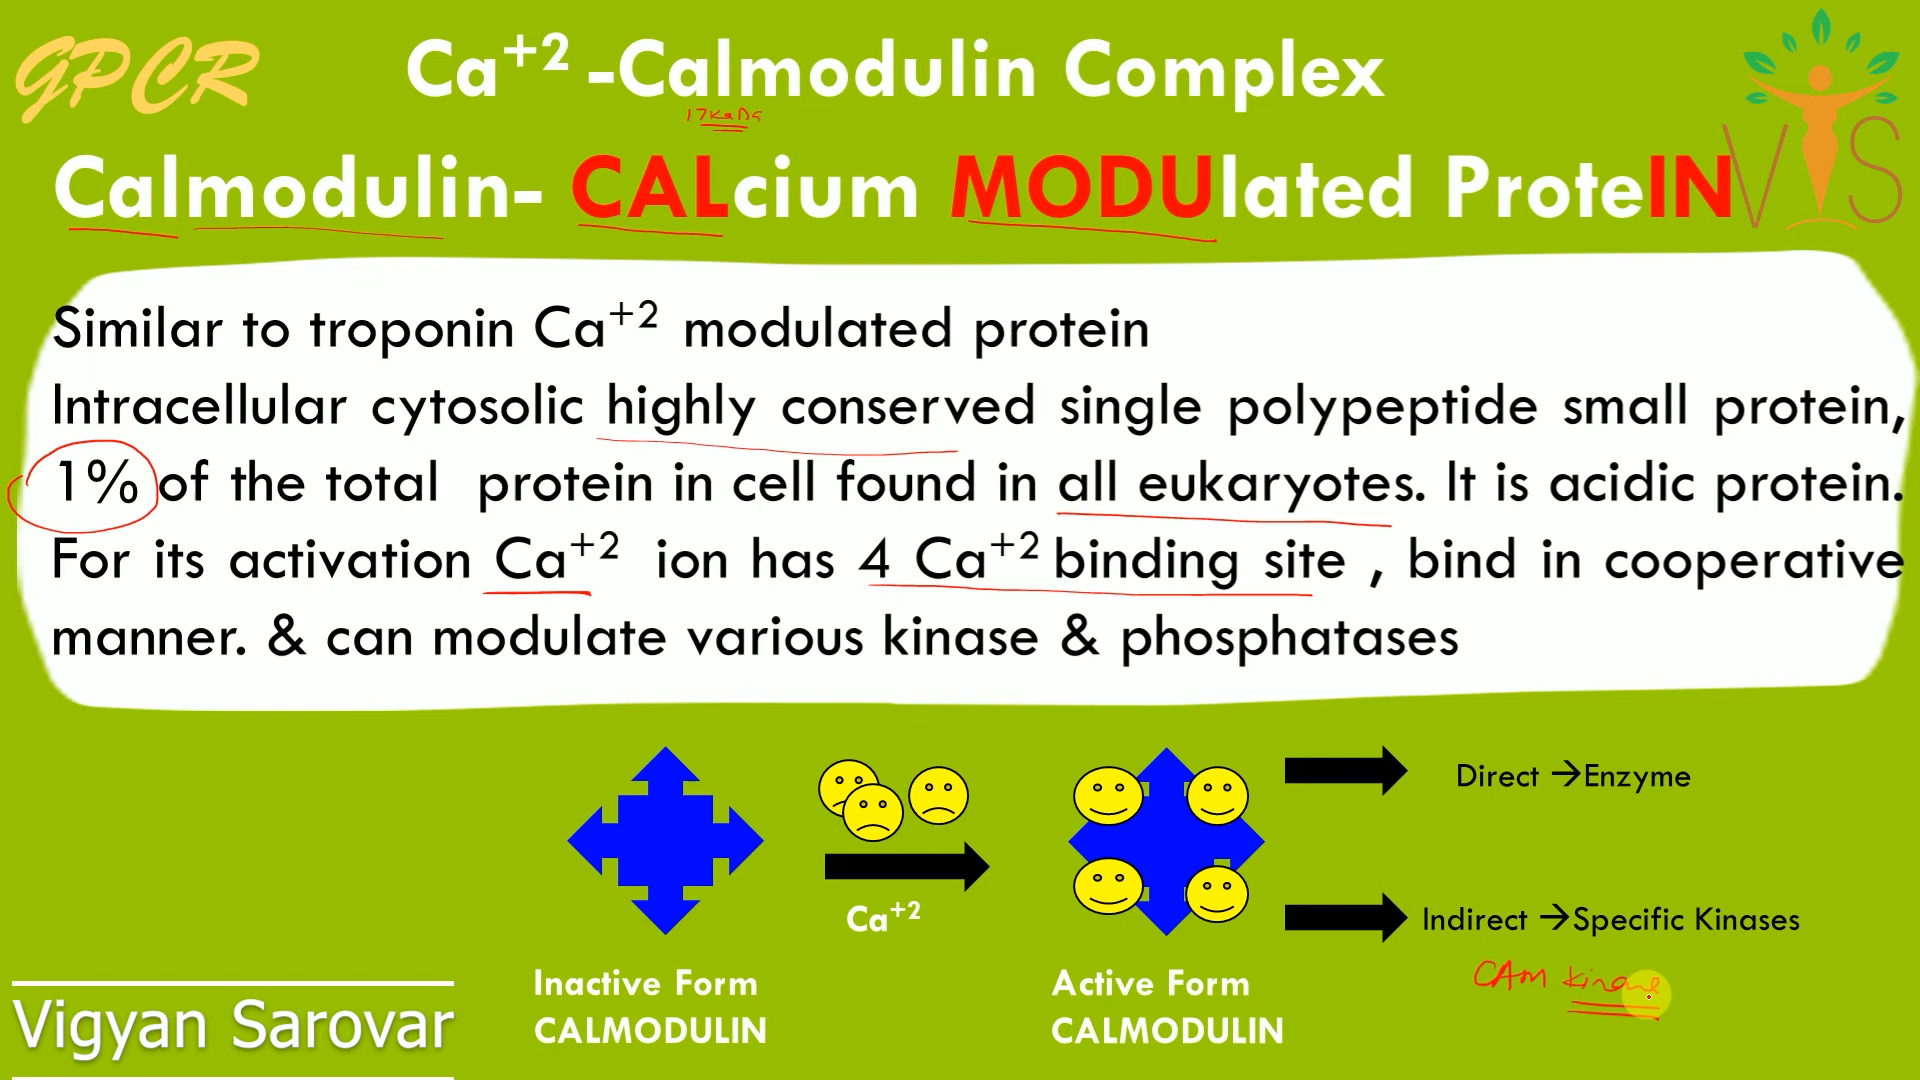 GPCR
Ca+2 -Calmodulin Complex
17KaDa
Calmodulin- CALcium MODUlated ProteIN
VS
Similar to troponin Ca+2 modulated protein
Intracellular cytosolic highly conserved single polypeptide small protein,
1% of the total protein in cell found in all eukaryotes. It is acidic protein.
For its activation Ca+2 ion has 4 Ca+2 binding site , bind in cooperative
manner. & can modulate various kinase & phosphatases
Direct →Enzyme
Ca+2
Indirect →Specific Kinases
CAM kinase
Inactive Form
CALMODULIN
Active Form
CALMODULIN
Vigyan Sarovar